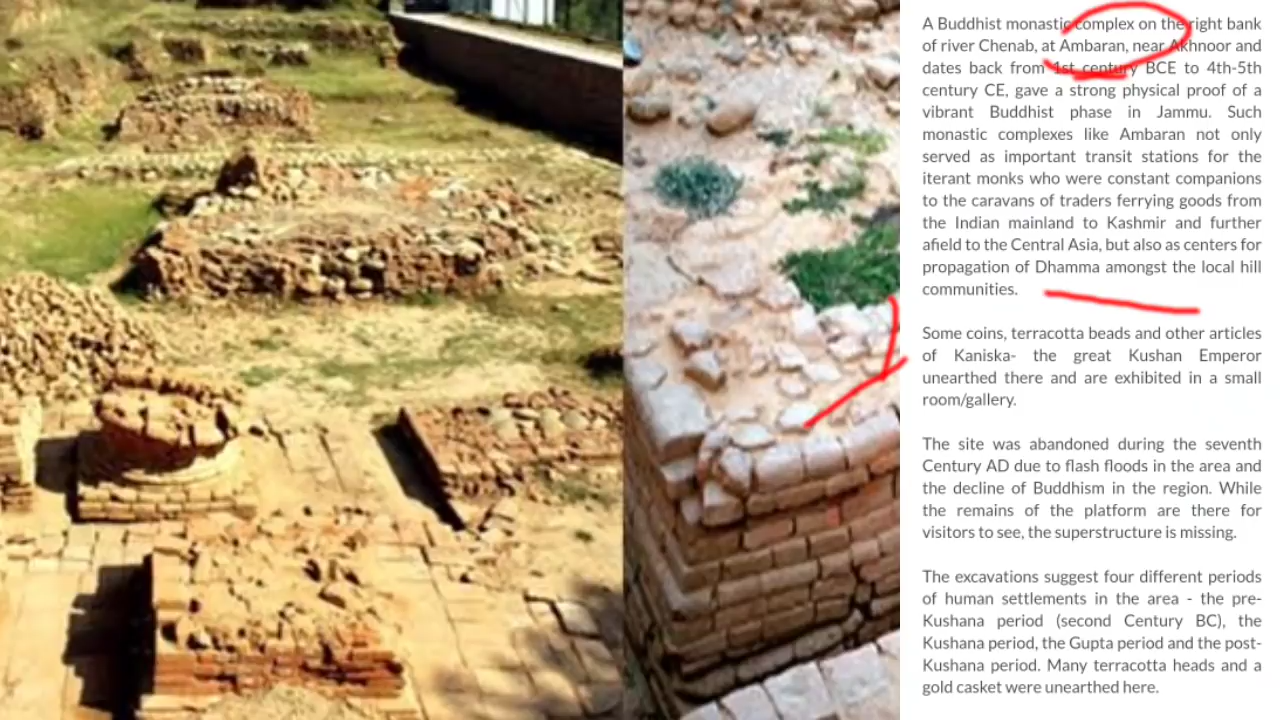 A Buddhist monastic complex on the right bank
of river Chenab, at Ambaran, near Akhnoor and
dates back from 1st century BCE to 4th-5th
century CE, gave a strong physical proof of a
vibrant Buddhist phase in Jammu. Such
monastic complexes like Ambaran not only
served as important transit stations for the
iterant monks who were constant companions
to the caravans of traders ferrying goods from
the Indian mainland to Kashmir and further
afield to the Central Asia, but also as centers for
propagation of Dhamma amongst the local hill
communities.
Some coins, terracotta beads and other articles
of Kaniska- the great Kushan Emperor
unearthed there and are exhibited in a small
room/gallery.
The site was abandoned during the seventh
Century AD due to flash floods in the area and
the decline of Buddhism in the region. While
the remains of the platform are there for
visitors to see, the superstructure is missing.
The excavations suggest four different periods
of human settlements in the area - the pre-
Kushana period (second Century BC), the
Kushana period, the Gupta period and the post-
Kushana period. Many terracotta heads and a
gold casket were unearthed here.